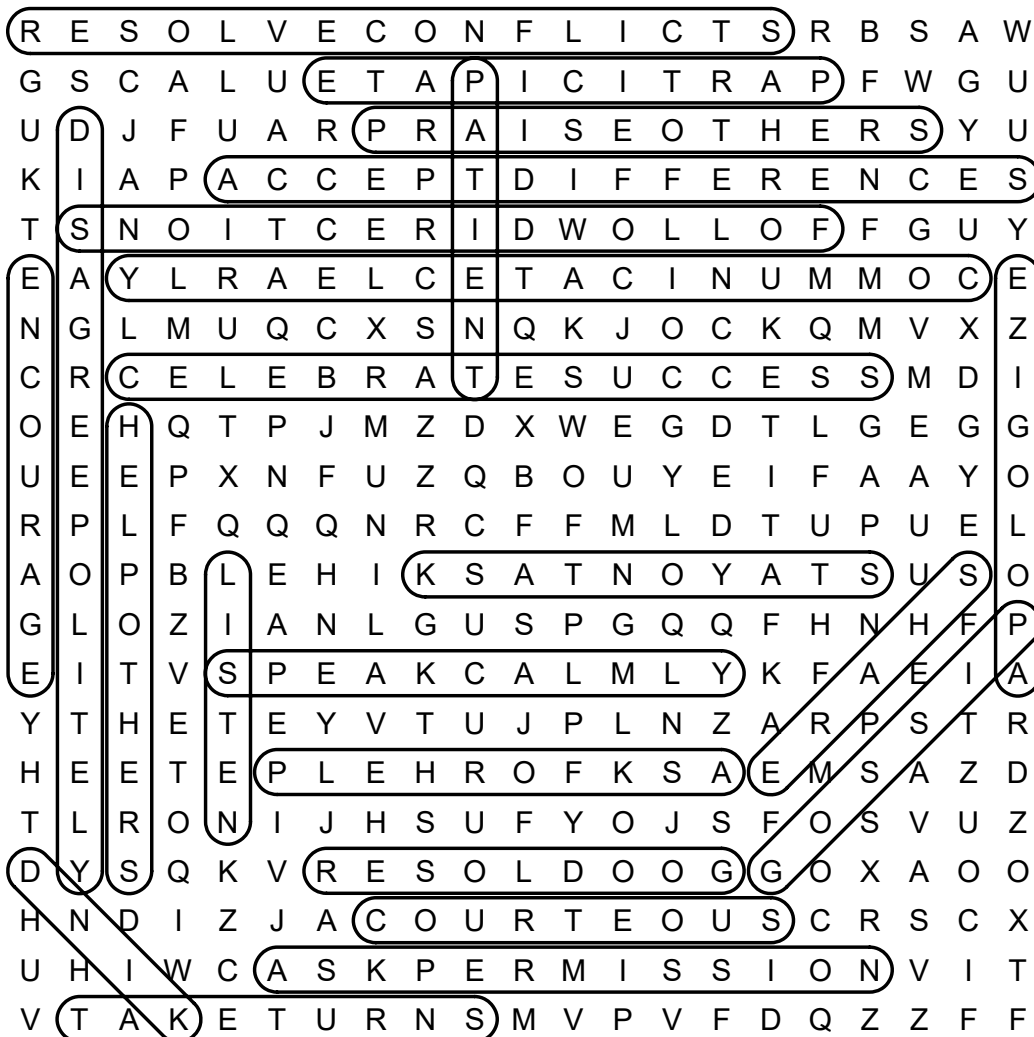 R E S O L V E C O N F L I C T S R B S A W
G S C A L U E T A P I C I T R A P F W G U
U D J F U A R P R A I S E O T H E R S Y U
K I A P A C C E P T D I F F E R E N C E S
T S N O I T C E R I D W O L L O F F G U Y
E A Y L R A E L C E T A C I N U M M O C E
N G L M U Q C X S N Q K J O C K Q M V X Z
C R C E L E B R A T E S U C C E S S M D I
O E H Q T P J M Z D X W E G D T L G E G G
U E E P X N F U Z Q B O U Y E I F A A Y O
R P L F Q Q Q N R C F F M L D T U P U E L
A O P B L E H I K S A T N O Y A T S U S O
G L O Z I A N L G U S P G Q Q F H N H F P
E I T V S P E A K C A L M L Y K F A E I A
Y T H E T E Y V T U J P L N Z A R P S T R
H E E T E P L E H R O F K S A E M S A Z D
T L R O N I J H S U F Y O J S F O S V U Z
D Y S Q K V R E S O L D O O G G O X A O O
H N D I Z J A C O U R T E O U S C R S C X
U H I W C A S K P E R M I S S I O N V I T
V T A K E T U R N S M V P V F D Q Z Z F F